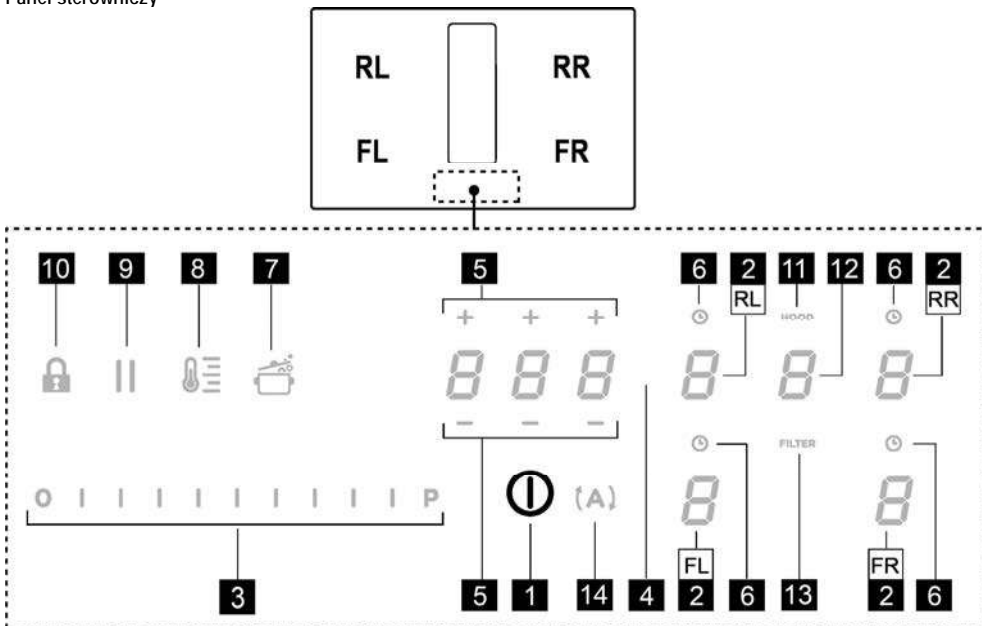 Panel sterowniczy
RL RR
FL FR
10 9 8 7 5 6 2 11 12 6 2
RL RR
+ + + HOOD
8 8 8 8 8 8
- - - FILTER
0 I I I I I I I I I P (A) 8 8
FL FR
3 5 1 14 4 2 6 13 2 6